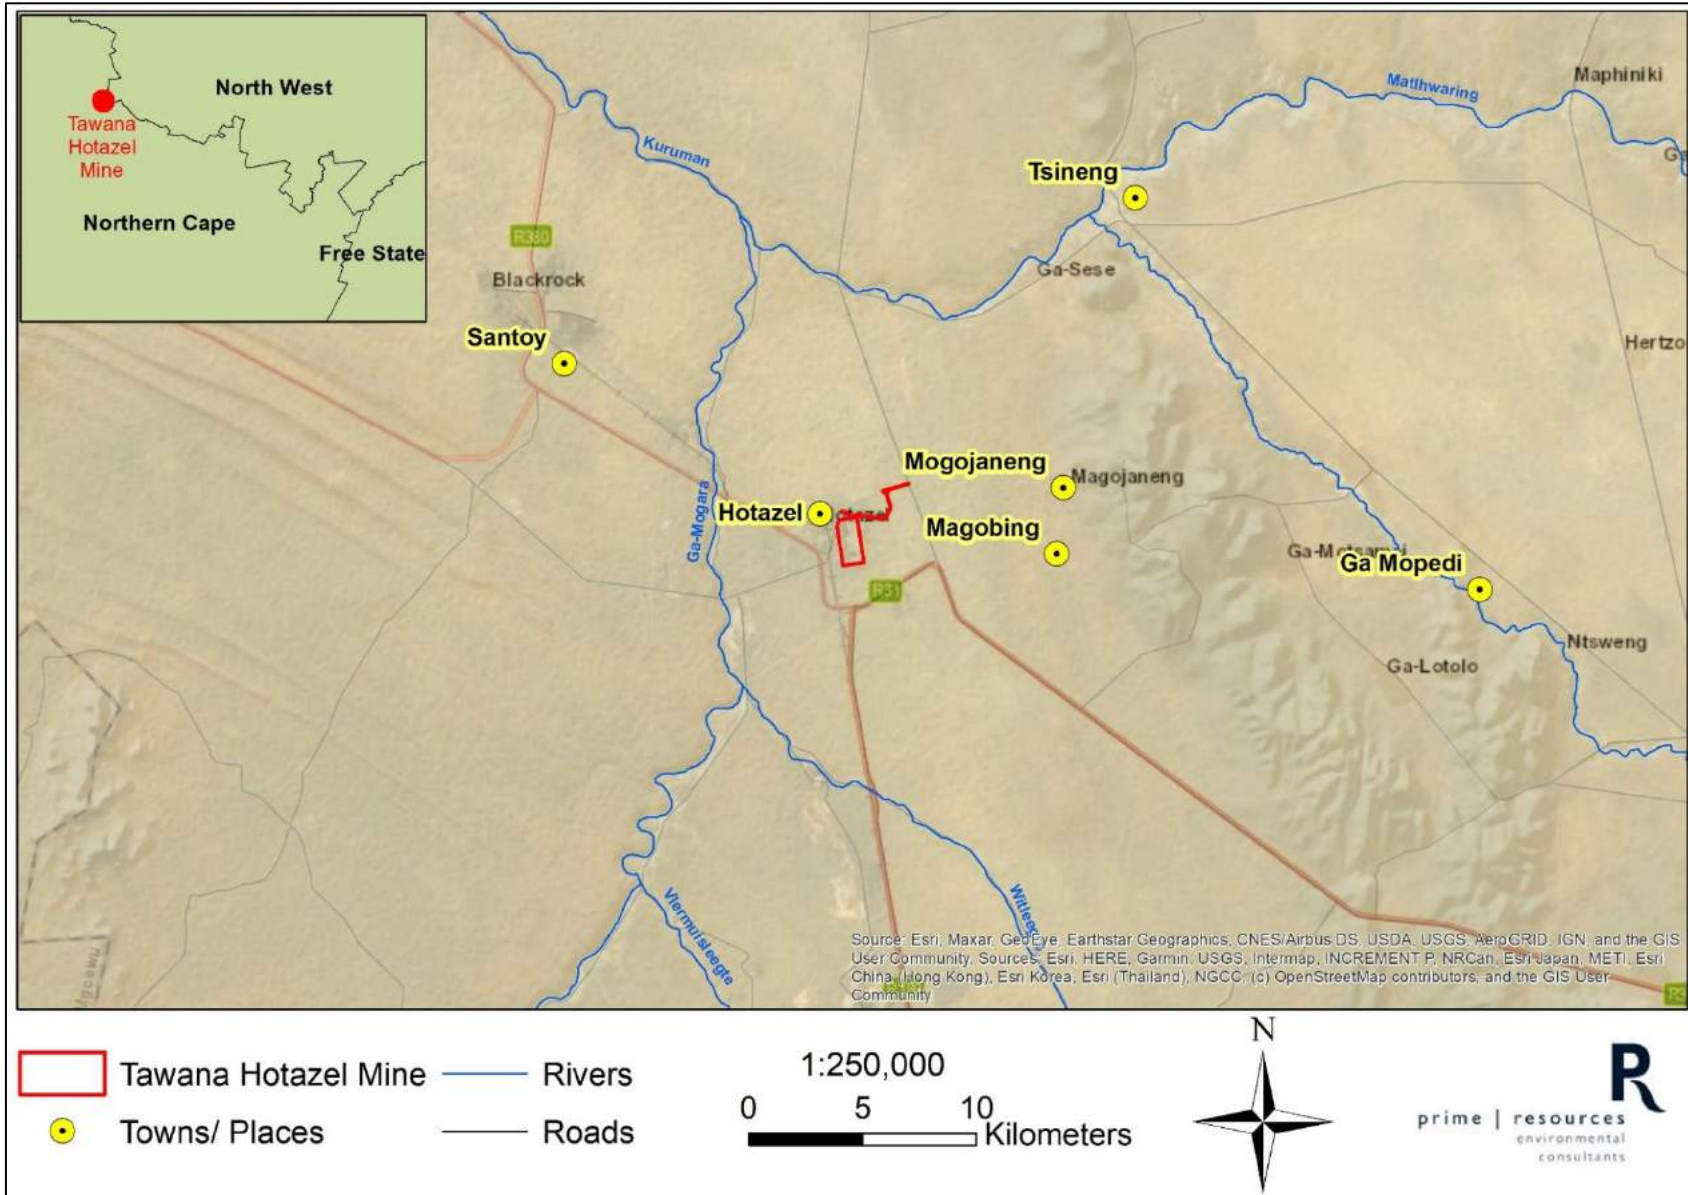 North West
Tawana
Hotazel
Mine
Northern Cape
Free State
Kuruman
Matlhwaring
Maphiniki
Tsineng
Ga-Sese
R380
Blackrock
Santoy
Mogojaneng
Magojaneng
Hotazel
Magobing
Ga-Mogara
Ga Mopedi
R31
Ntsweng
Ga-Lotolo
Vlermuisleegte
Source: Esri, Maxar, GeoEye, Earthstar Geographics, CNES/Airbus DS, USDA, USGS, AeroGRID, IGN, and the GIS
User Community, Sources: Esri, HERE, Garmin, USGS, Intermap, INCREMENT P, NRCan, Esri Japan, METI, Esri
China (Hong Kong), Esri Korea, Esri (Thailand), NGCC, (c) OpenStreetMap contributors, and the GIS User
Community
Tawana Hotazel Mine
Rivers
Towns/ Places
Roads
1:250,000
0 5 10
Kilometers
N
prime | resources
environmental
consultants